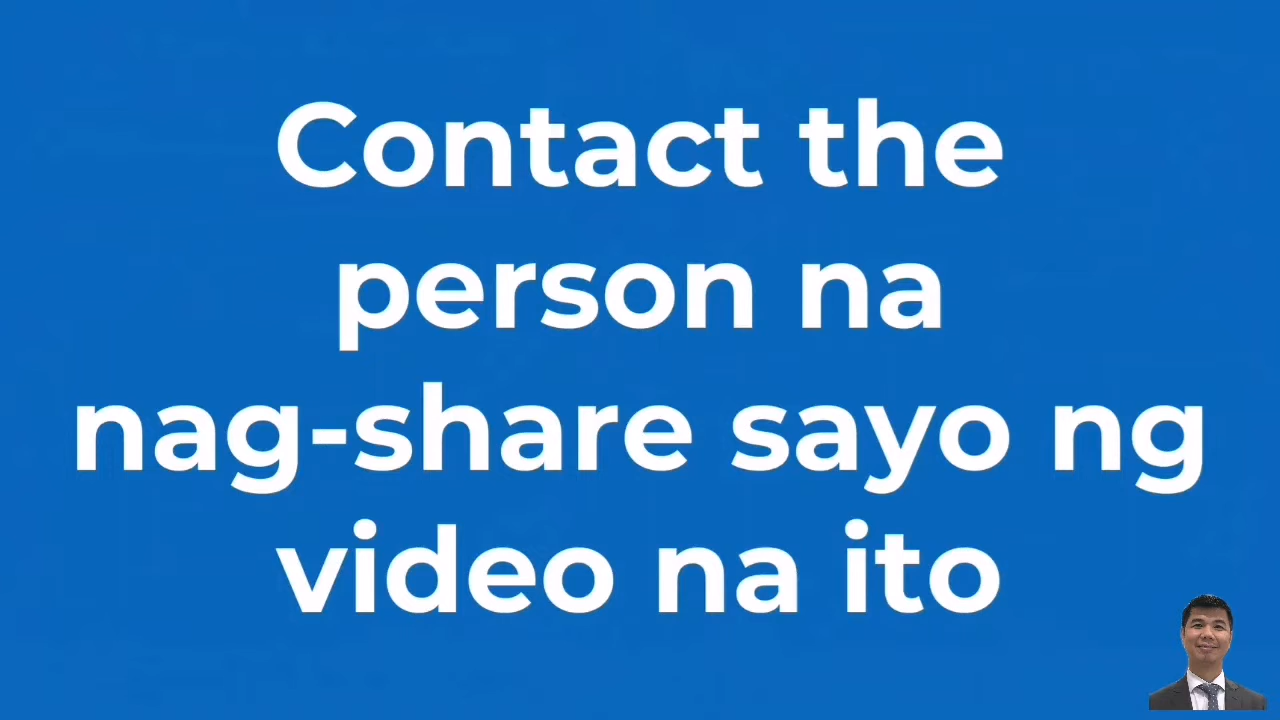 Contact the
person na
nag-share sayo ng
video na ito